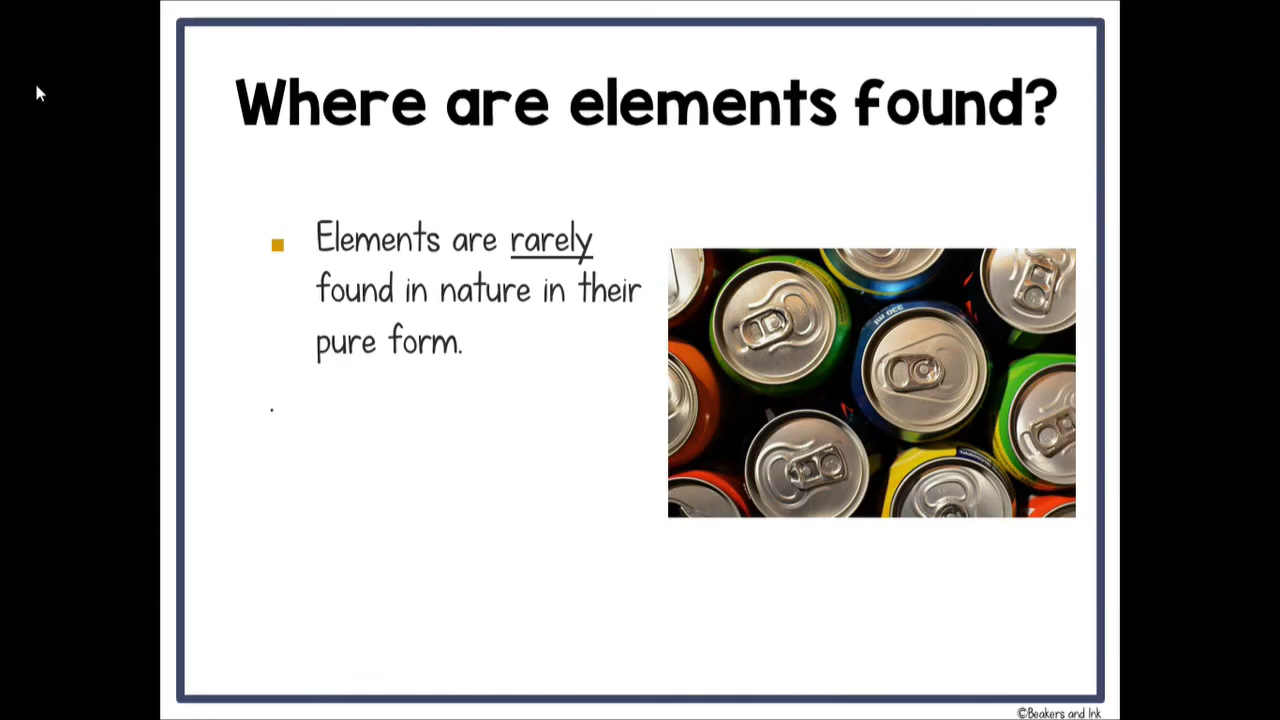 Where are elements found?
Elements are rarely
found in nature in their
pure form.
.
©Beakers and Ink